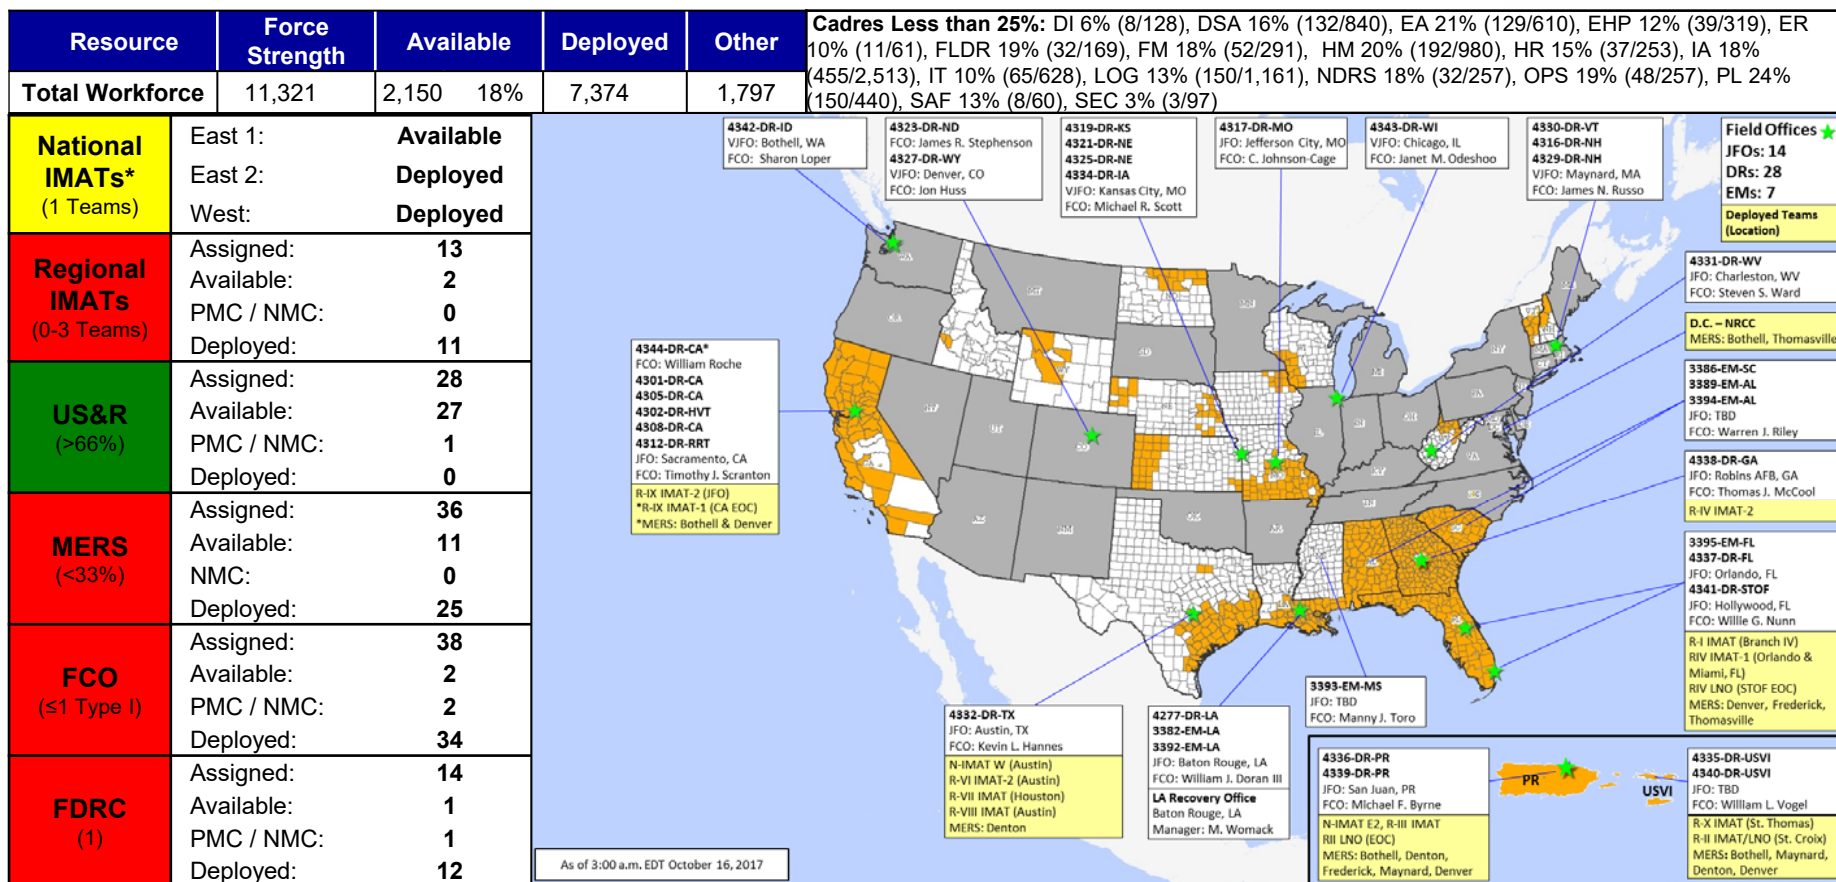 Resource
Force Strength
Available
Deployed
Other
Total Workforce
11,321
2,150 18%
7,374
1,797
Cadres Less than 25%: DI 6% (8/128), DSA 16% (132/840), EA 21% (129/610), EHP 12% (39/319), ER
10% (11/61), FLDR 19% (32/169), FM 18% (52/291), HM 20% (192/980), HR 15% (37/253), IA 18%
(455/2,513), IT 10% (65/628), LOG 13% (150/1,161), NDRS 18% (32/257), OPS 19% (48/257), PL 24%
(150/440), SAF 13% (8/60), SEC 3% (3/97)
National
IMATs*
(1 Teams)
East 1: Available
East 2: Deployed
West: Deployed
Regional
IMATs
(0-3 Teams)
Assigned: 13
Available: 2
PMC / NMC: 0
Deployed: 11
US&R
(>66%)
Assigned: 28
Available: 27
PMC / NMC: 1
Deployed: 0
MERS
(<33%)
Assigned: 36
Available: 11
NMC: 0
Deployed: 25
FCO
(≤1 Type I)
Assigned: 38
Available: 2
PMC / NMC: 2
Deployed: 34
FDRC
(1)
Assigned: 14
Available: 1
PMC / NMC: 1
Deployed: 12
4342-DR-ID
VJFO: Bothell, WA
FCO: Sharon Loper
4323-DR-ND
FCO: James R. Stephenson
4327-DR-WY
VJFO: Denver, CO
FCO: Jon Huss
4319-DR-KS
4321-DR-NE
4325-DR-NE
4334-DR-IA
VJFO: Kansas City, MO
FCO: Michael R. Scott
4317-DR-MO
JFO: Jefferson City, MO
FCO: C. Johnson-Cage
4343-DR-WI
VJFO: Chicago, IL
FCO: Janet M. Odeshoo
4330-DR-VT
4316-DR-NH
4329-DR-NH
VJFO: Maynard, MA
FCO: James N. Russo
Field Offices
JFOs: 14
DRs: 28
EMs: 7
Deployed Teams
(Location)
4331-DR-WV
JFO: Charleston, WV
FCO: Steven S. Ward
D.C. – NRCC
MERS: Bothell, Thomasville
3386-EM-SC
3389-EM-AL
3394-EM-AL
JFO: TBD
FCO: Warren J. Riley
4338-DR-GA
JFO: Robins AFB, GA
FCO: Thomas J. McCool
R-IV IMAT-2
3395-EM-FL
4337-DR-FL
JFO: Orlando, FL
4341-DR-STOF
JFO: Hollywood, FL
FCO: Willie G. Nunn
R-I IMAT (Branch IV)
RIV IMAT-1 (Orlando &
Miami, FL)
RIV LNO (STOF EOC)
MERS: Denver, Frederick,
Thomasville
4344-DR-CA*
FCO: William Roche
4301-DR-CA
4305-DR-CA
4302-DR-HVT
4308-DR-CA
4312-DR-RRT
JFO: Sacramento, CA
FCO: Timothy J. Scranton
R-IX IMAT-2 (JFO)
*R-IX IMAT-1 (CA EOC)
*MERS: Bothell & Denver
WA
MT
MN
SD
WY
NY
UT
NM
IN
KY
VA
PA
4332-DR-TX
JFO: Austin, TX
FCO: Kevin L. Hannes
N-IMAT W (Austin)
R-VI IMAT-2 (Austin)
R-VII IMAT (Houston)
R-VIII IMAT (Austin)
MERS: Denton
4277-DR-LA
3382-EM-LA
3392-EM-LA
JFO: Baton Rouge, LA
FCO: William J. Doran III
LA Recovery Office
Baton Rouge, LA
Manager: M. Womack
3393-EM-MS
JFO: TBD
FCO: Manny J. Toro
4336-DR-PR
4339-DR-PR
JFO: San Juan, PR
FCO: Michael F. Byrne
N-IMAT E2, R-III IMAT
RII LNO (EOC)
MERS: Bothell, Denton,
Frederick, Maynard, Denver
PR
USVI
4335-DR-USVI
4340-DR-USVI
JFO: TBD
FCO: William L. Vogel
R-X IMAT (St. Thomas)
R-II IMAT/LNO (St. Croix)
MERS: Bothell, Maynard,
Denton, Denver
As of 3:00 a.m. EDT October 16, 2017